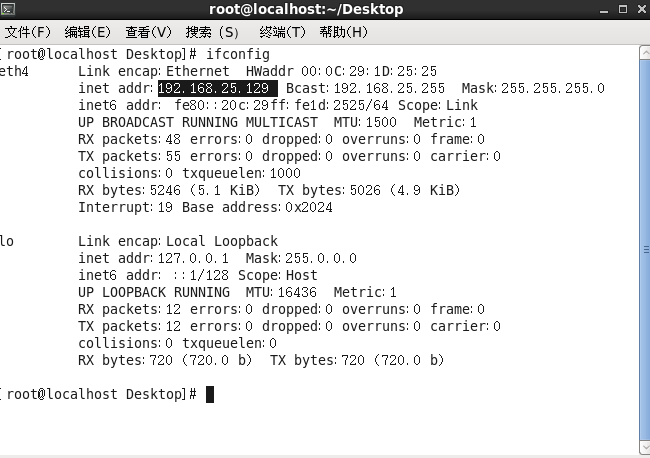 root@localhost:~/Desktop
文件(F) 编辑(E) 查看(V) 搜索 (S) 终端(T) 帮助(H)
[root@localhost Desktop]# ifconfig
eth4 Link encap:Ethernet HWaddr 00:0C:29:1D:25:25
inet addr:192.168.25.129 Bcast:192.168.25.255 Mask:255.255.255.0
inet6 addr: fe80::20c:29ff:fe1d:2525/64 Scope:Link
UP BROADCAST RUNNING MULTICAST MTU:1500 Metric:1
RX packets:48 errors:0 dropped:0 overruns:0 frame:0
TX packets:55 errors:0 dropped:0 overruns:0 carrier:0
collisions:0 txqueuelen:1000
RX bytes:5246 (5.1 KiB) TX bytes:5026 (4.9 KiB)
Interrupt:19 Base address:0x2024
lo Link encap:Local Loopback
inet addr:127.0.0.1 Mask:255.0.0.0
inet6 addr: ::1/128 Scope:Host
UP LOOPBACK RUNNING MTU:16436 Metric:1
RX packets:12 errors:0 dropped:0 overruns:0 frame:0
TX packets:12 errors:0 dropped:0 overruns:0 carrier:0
collisions:0 txqueuelen:0
RX bytes:720 (720.0 b) TX bytes:720 (720.0 b)
[root@localhost Desktop]#